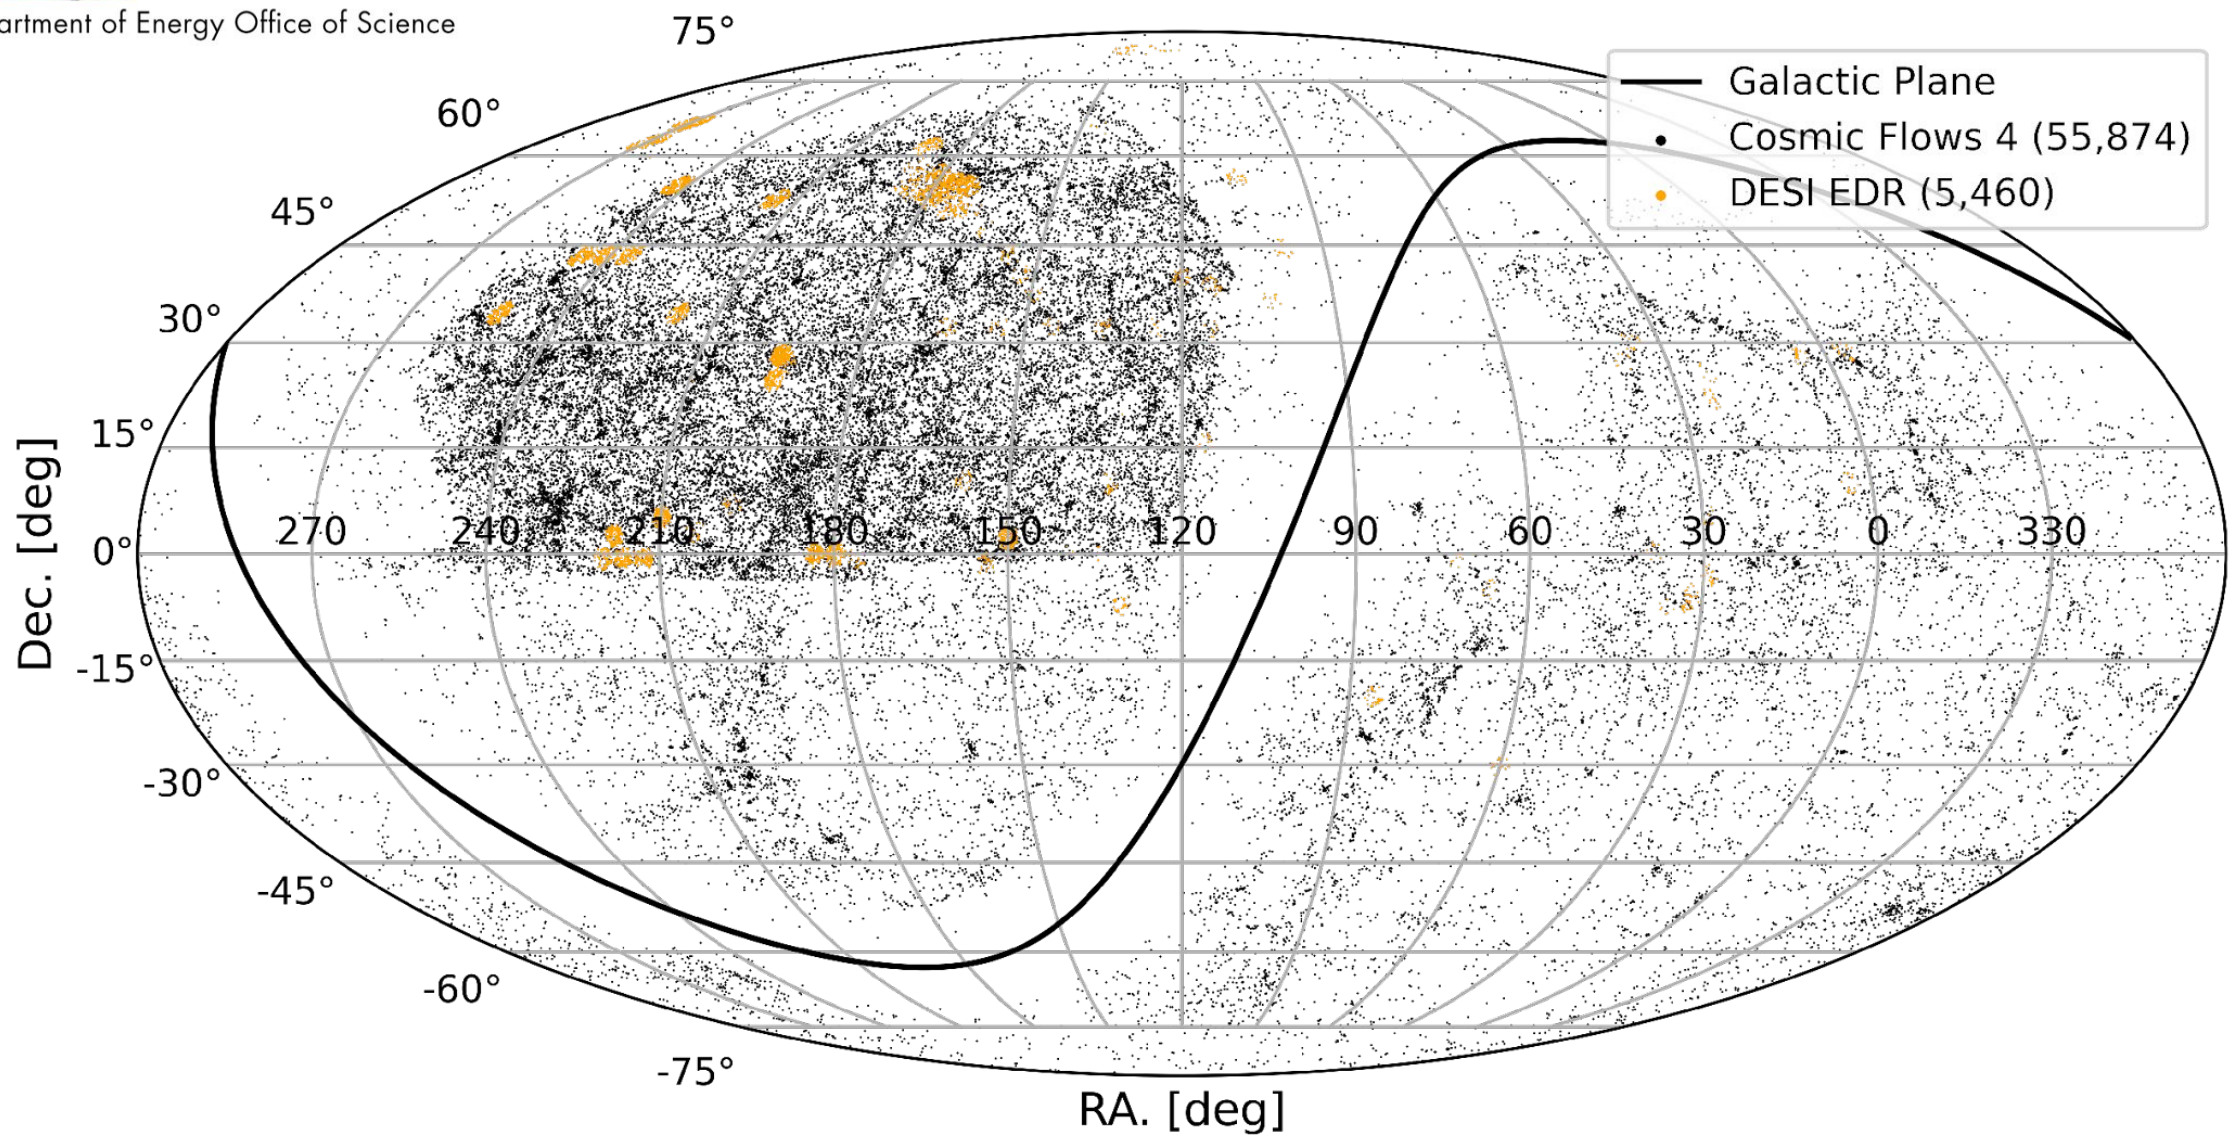 artment of Energy Office of Science
75°
60°
45°
30°
15°
0°
-15°
-30°
-45°
-60°
-75°
Dec. [deg]
270 240 210 180 150 120 90 60 30 0 330
RA. [deg]
Galactic Plane
Cosmic Flows 4 (55,874)
DESI EDR (5,460)